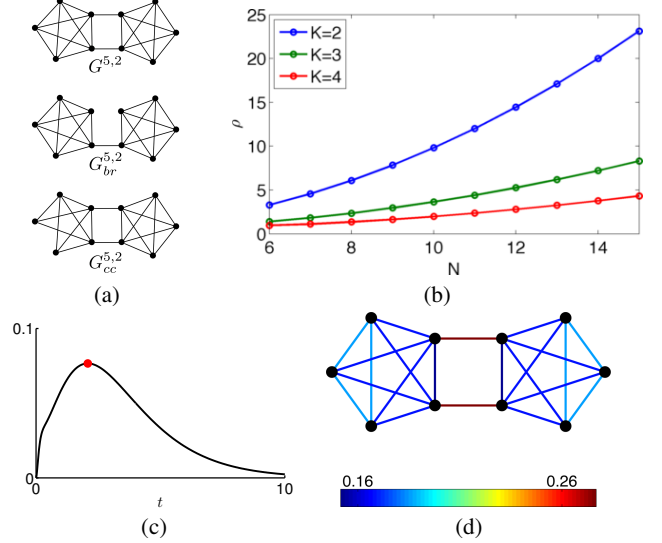 G^{5,2}
G^{5,2}_{br}
G^{5,2}_{cc}
(a)
25
20
15
10
5
0
6 8 10 12 14
ρ
N
K=2
K=3
K=4
(b)
0.1
0
0 10
t
(c)
0.16 0.26
(d)